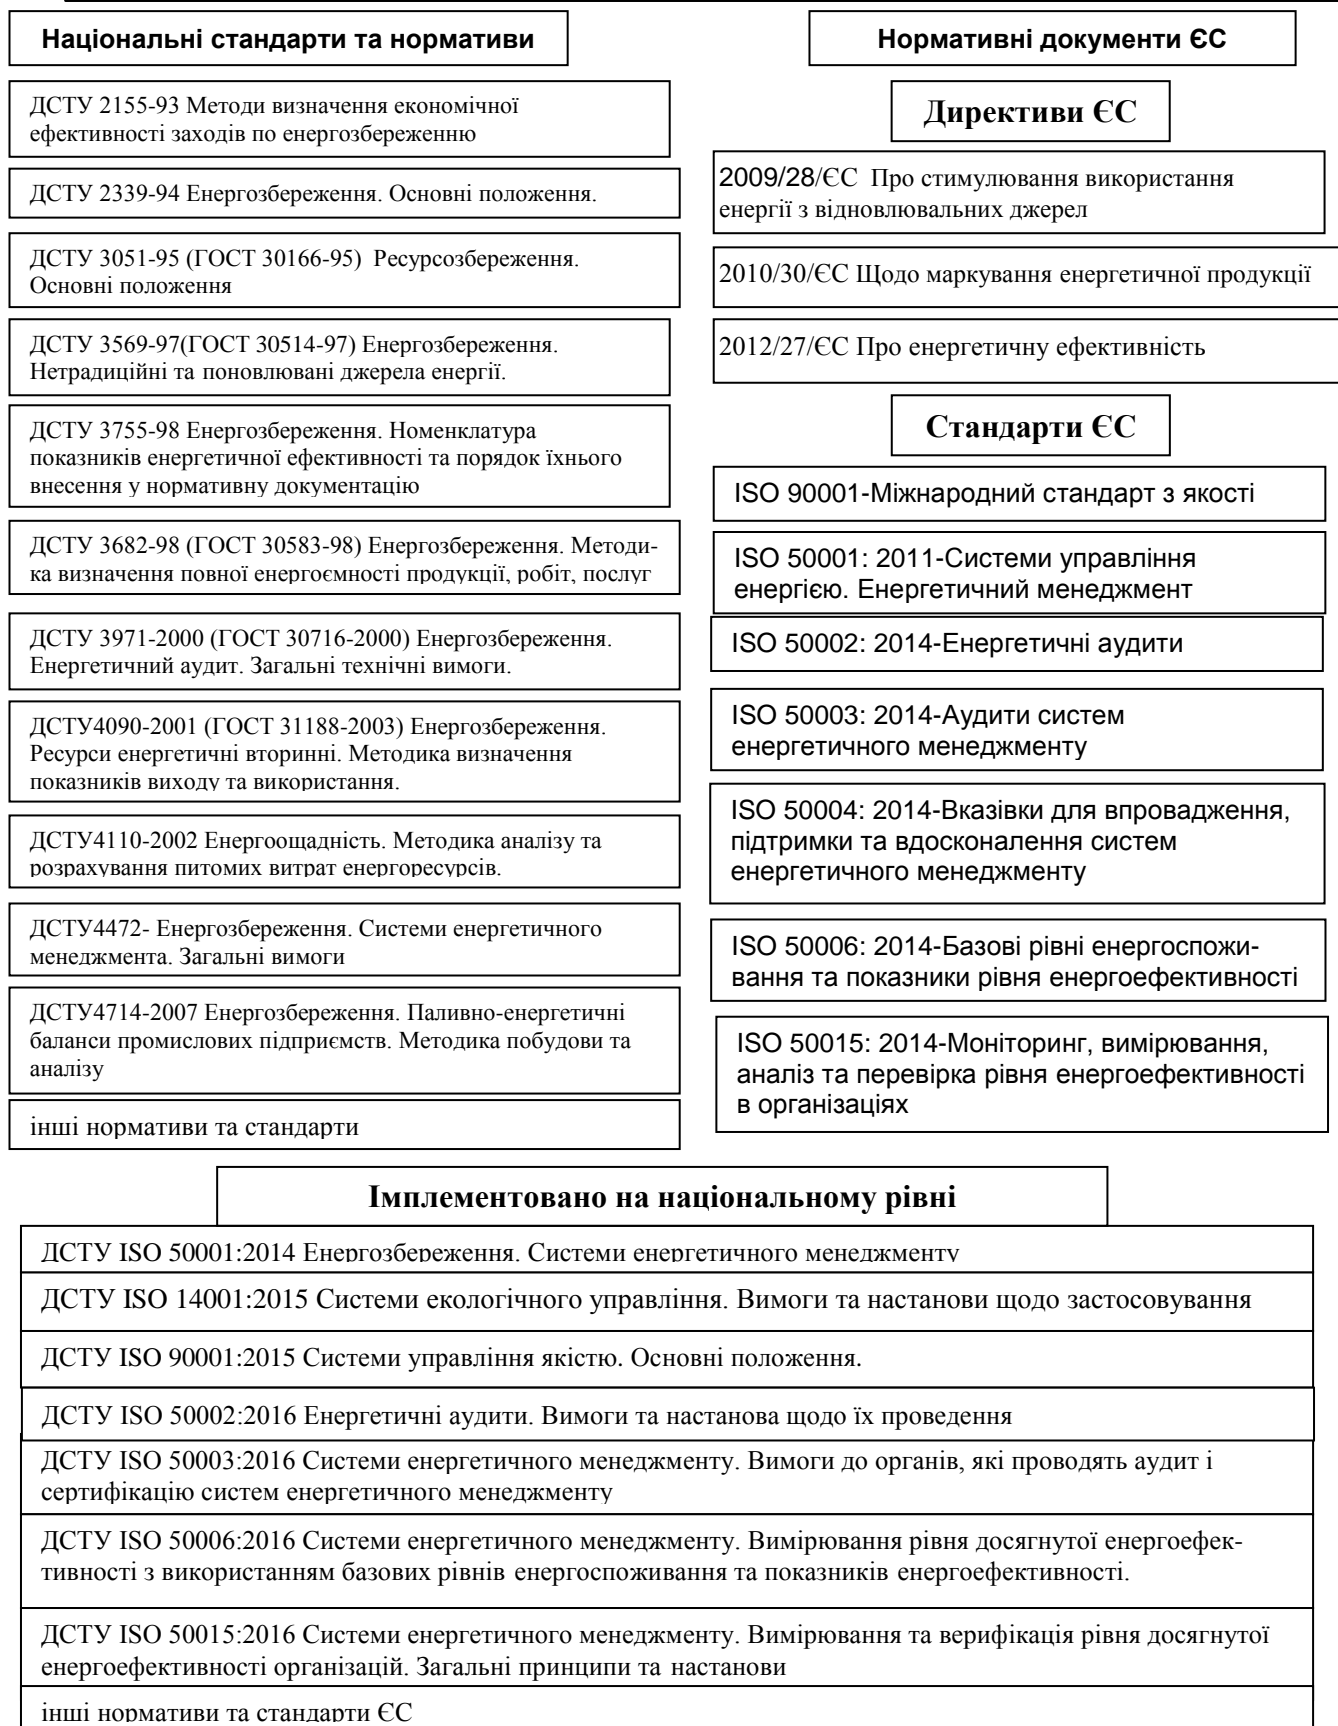 Національні стандарти та нормативи
ДСТУ 2155-93 Методи визначення економічної
ефективності заходів по енергозбереженню
ДСТУ 2339-94 Енергозбереження. Основні положення.
ДСТУ 3051-95 (ГОСТ 30166-95) Ресурсозбереження.
Основні положення
ДСТУ 3569-97(ГОСТ 30514-97) Енергозбереження.
Нетрадиційні та поновлювані джерела енергії.
ДСТУ 3755-98 Енергозбереження. Номенклатура
показників енергетичної ефективності та порядок їхнього
внесення у нормативну документацію
ДСТУ 3682-98 (ГОСТ 30583-98) Енергозбереження. Методи-
ка визначення повної енергоємності продукції, робіт, послуг
ДСТУ 3971-2000 (ГОСТ 30716-2000) Енергозбереження.
Енергетичний аудит. Загальні технічні вимоги.
ДСТУ4090-2001 (ГОСТ 31188-2003) Енергозбереження.
Ресурси енергетичні вторинні. Методика визначення
показників виходу та використання.
ДСТУ4110-2002 Енергоощадність. Методика аналізу та
розрахування питомих витрат енергоресурсів.
ДСТУ4472- Енергозбереження. Системи енергетичного
менеджмента. Загальні вимоги
ДСТУ4714-2007 Енергозбереження. Паливно-енергетичні
баланси промислових підприємств. Методика побудови та
аналізу
інші нормативи та стандарти
Нормативні документи ЄС
Директиви ЄС
2009/28/ЄС Про стимулювання використання
енергії з відновлювальних джерел
2010/30/ЄС Щодо маркування енергетичної продукції
2012/27/ЄС Про енергетичну ефективність
Стандарти ЄС
ISO 90001-Міжнародний стандарт з якості
ISO 50001: 2011-Системи управління
енергією. Енергетичний менеджмент
ISO 50002: 2014-Енергетичні аудити
ISO 50003: 2014-Аудити систем
енергетичного менеджменту
ISO 50004: 2014-Вказівки для впровадження,
підтримки та вдосконалення систем
енергетичного менеджменту
ISO 50006: 2014-Базові рівні енергоспожи-
вання та показники рівня енергоефективності
ISO 50015: 2014-Моніторинг, вимірювання,
аналіз та перевірка рівня енергоефективності
в організаціях
Імплементовано на національному рівні
ДСТУ ISO 50001:2014 Енергозбереження. Системи енергетичного менеджменту
ДСТУ ISO 14001:2015 Системи екологічного управління. Вимоги та настанови щодо застосовування
ДСТУ ISO 90001:2015 Системи управління якістю. Основні положення.
ДСТУ ISO 50002:2016 Енергетичні аудити. Вимоги та настанова щодо їх проведення
ДСТУ ISO 50003:2016 Системи енергетичного менеджменту. Вимоги до органів, які проводять аудит і
сертифікацію систем енергетичного менеджменту
ДСТУ ISO 50006:2016 Системи енергетичного менеджменту. Вимірювання рівня досягнутої енергоефек-
тивності з використанням базових рівнів енергоспоживання та показників енергоефективності.
ДСТУ ISO 50015:2016 Системи енергетичного менеджменту. Вимірювання та верифікація рівня досягнутої
енергоефективності організацій. Загальні принципи та настанови
інші нормативи та стандарти ЄС